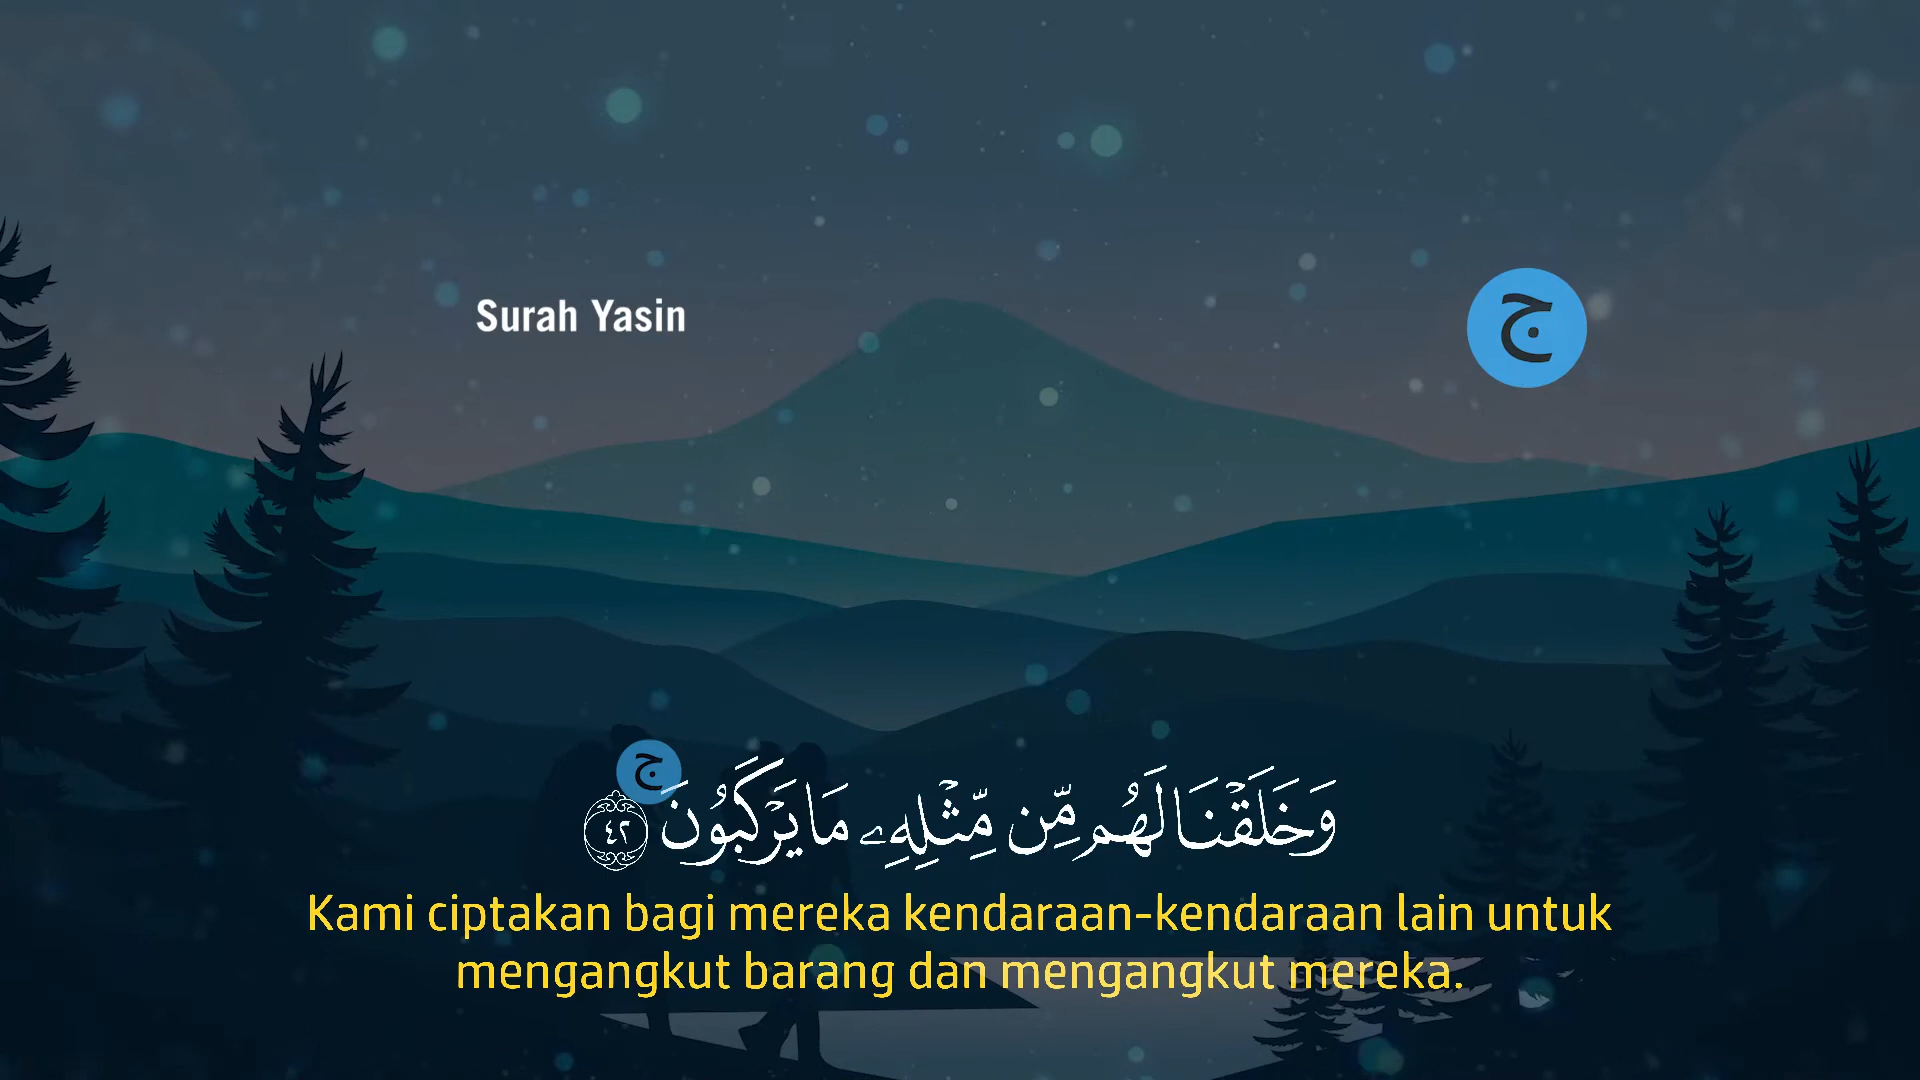 Surah Yasin
ج
ج
وَخَلَقْنَا لَهُم مِّن مِّثْلِهِۦ مَا يَرْكَبُونَ ٤٢
Kami ciptakan bagi mereka kendaraan-kendaraan lain untuk
mengangkut barang dan mengangkut mereka.